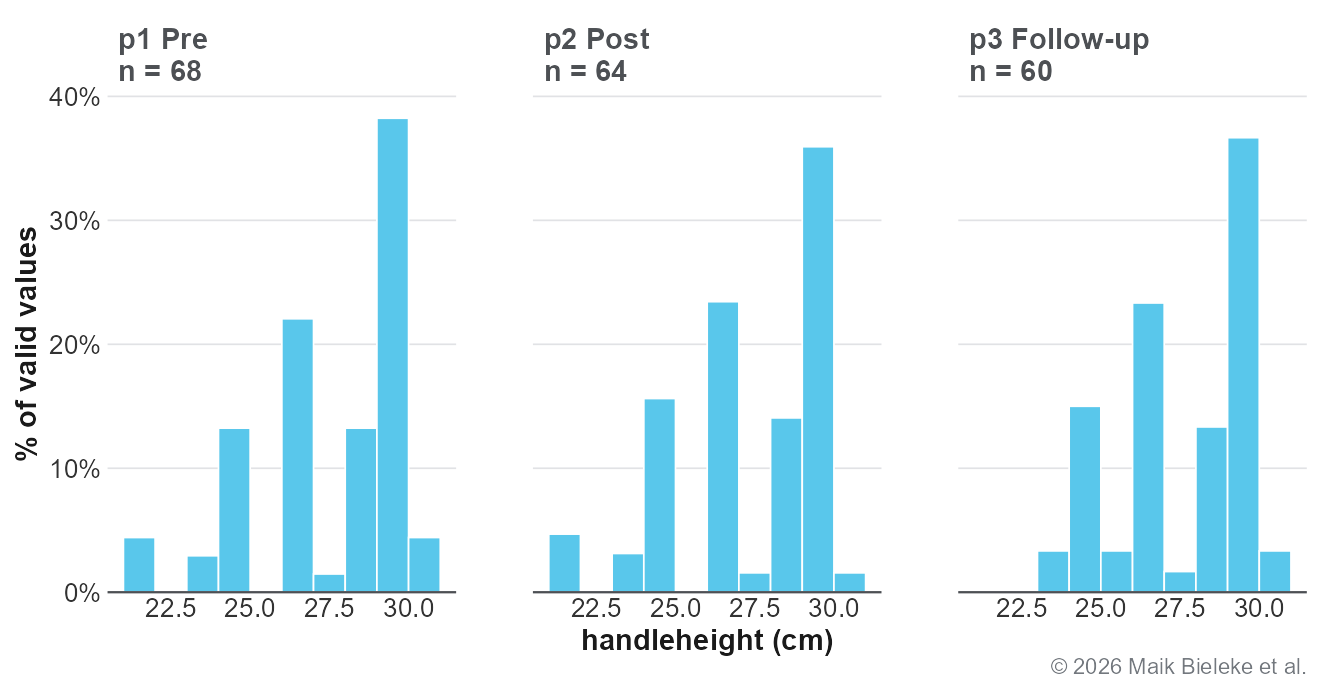 p1 Pre
n = 68
p2 Post
n = 64
p3 Follow-up
n = 60
% of valid values
40%
30%
20%
10%
0%
22.5 25.0 27.5 30.0
22.5 25.0 27.5 30.0
22.5 25.0 27.5 30.0
handleheight (cm)
© 2026 Maik Bieleke et al.